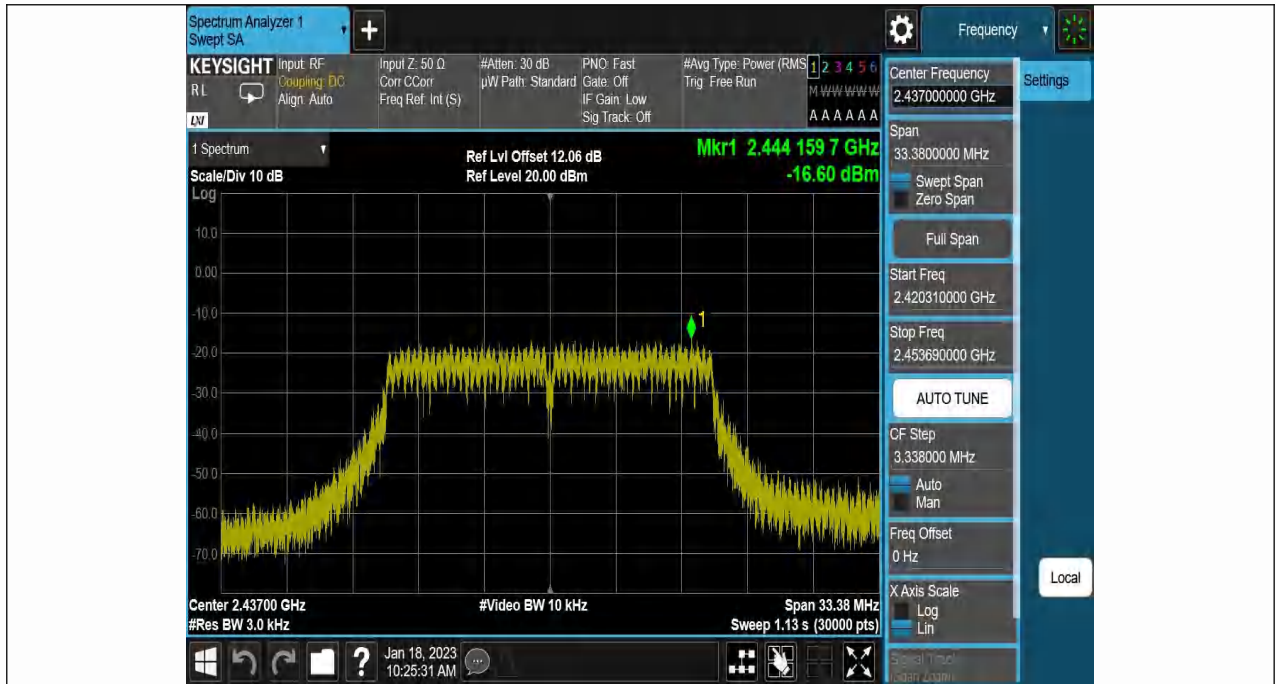 Spectrum Analyzer 1
Swept SA
+
Frequency
KEYSIGHT
Input: RF
Input Z: 50 Ω
#Atten: 30 dB
PNO: Fast
#Avg Type: Power (RMS
1 2 3 4 5 6
RL
Coupling: DC
Corr CCorr
µW Path: Standard
Gate: Off
Trig: Free Run
M W W W W W
Align: Auto
Freq Ref: Int (S)
IF Gain: Low
Sig Track: Off
A A A A A A
LXI
1 Spectrum
Ref Lvl Offset 12.06 dB
Mkr1 2.444 159 7 GHz
Scale/Div 10 dB
Ref Level 20.00 dBm
-16.60 dBm
Log
10.0
0.00
-10.0
-20.0
-30.0
-40.0
-50.0
-60.0
-70.0
1
Center 2.43700 GHz
#Video BW 10 kHz
Span 33.38 MHz
#Res BW 3.0 kHz
Sweep 1.13 s (30000 pts)
?
Jan 18, 2023
10:25:31 AM
Center Frequency
2.437000000 GHz
Settings
Span
33.3800000 MHz
Swept Span
Zero Span
Full Span
Start Freq
2.420310000 GHz
Stop Freq
2.453690000 GHz
AUTO TUNE
CF Step
3.338000 MHz
Auto
Man
Freq Offset
0 Hz
X Axis Scale
Log
Lin
Signal Track
(Span Zoom)
Local